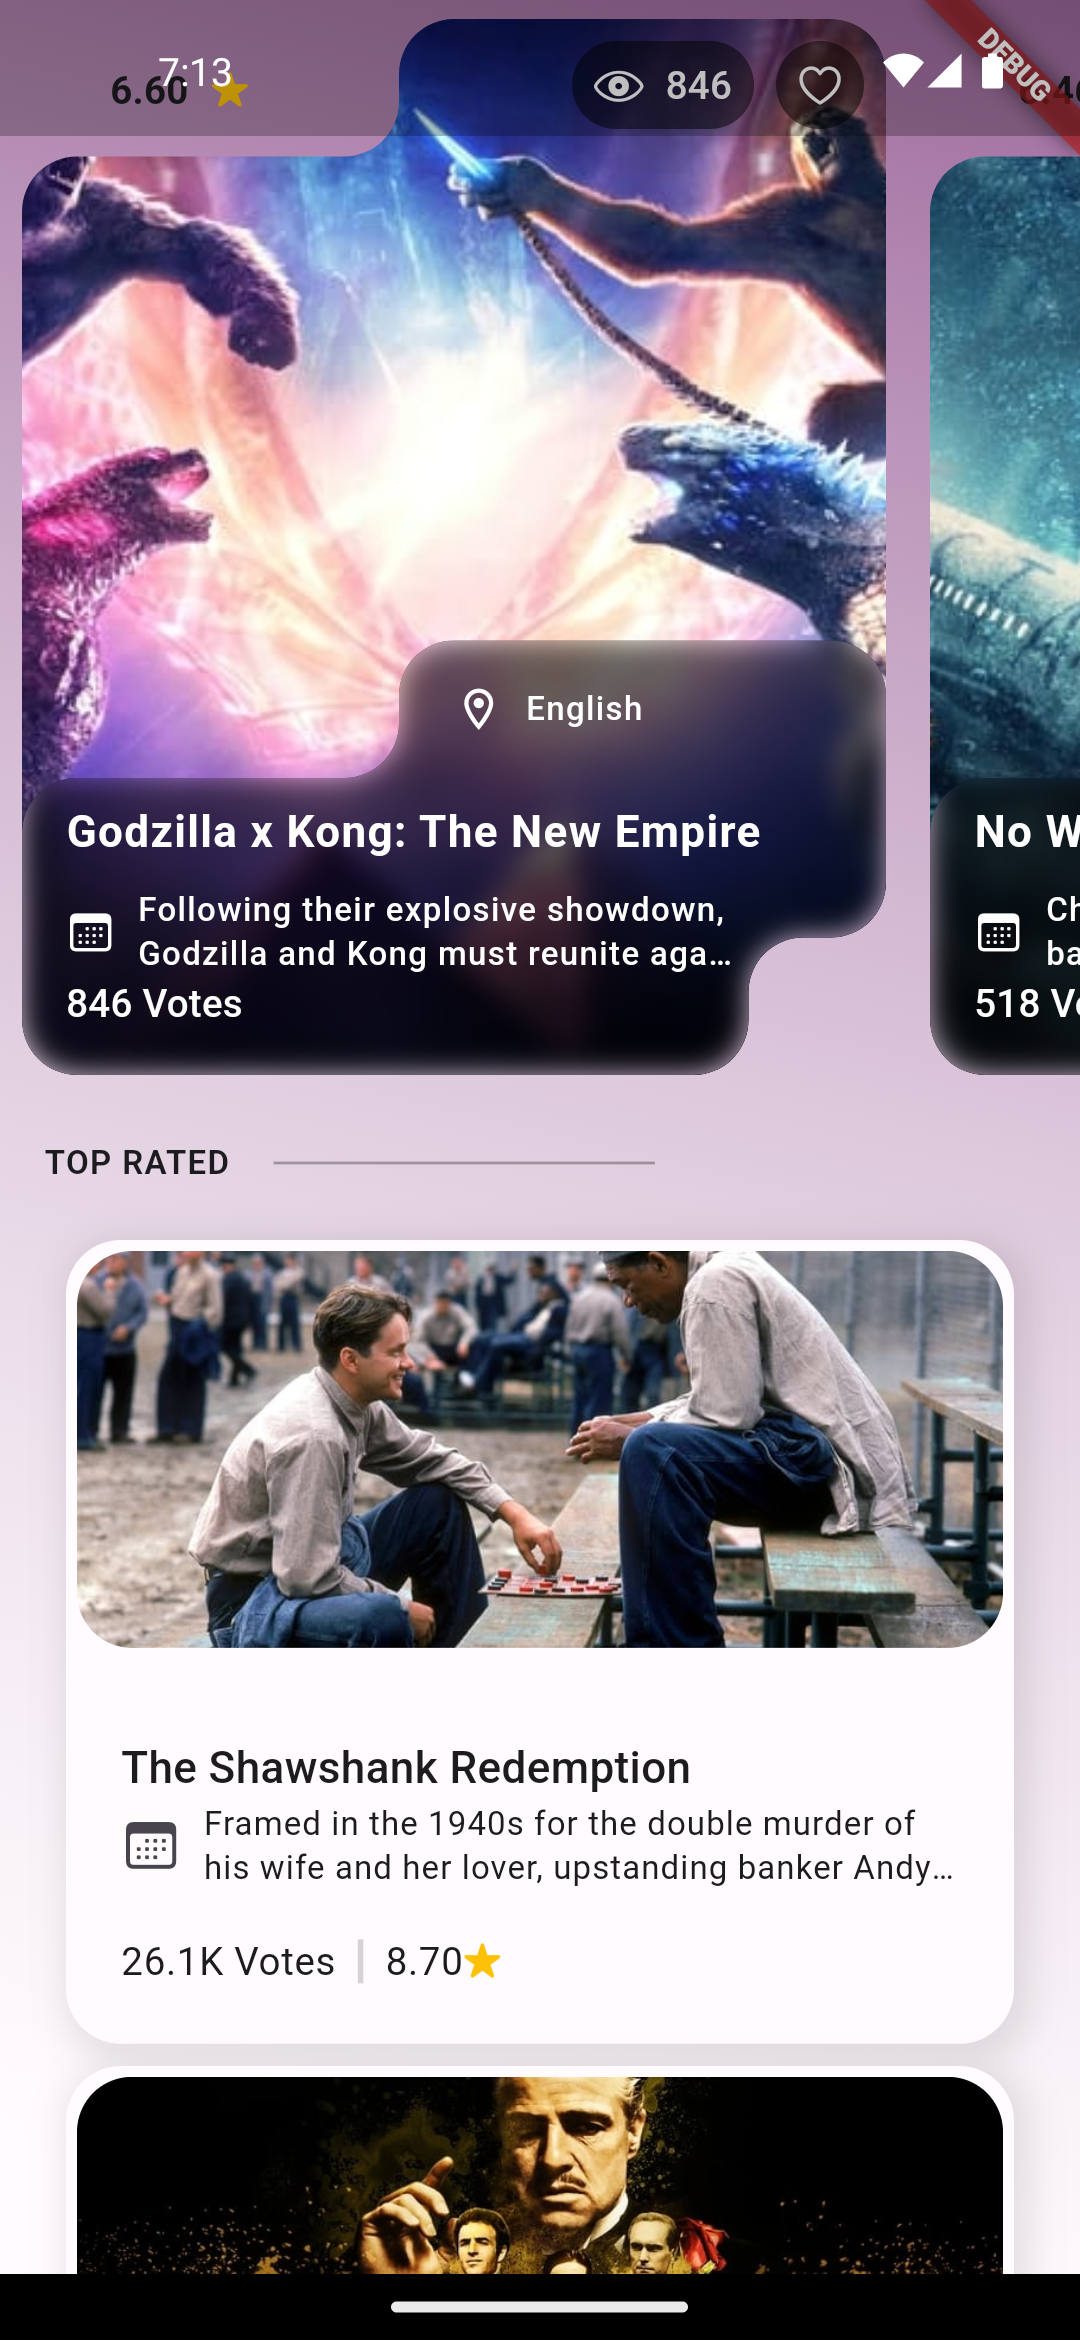 7:13
6.60
846
DEBUG
English
Godzilla x Kong: The New Empire
Following their explosive showdown,
Godzilla and Kong must reunite aga…
846 Votes
No W
Ch
ba
518 Vo
TOP RATED
The Shawshank Redemption
Framed in the 1940s for the double murder of
his wife and her lover, upstanding banker Andy…
26.1K Votes | 8.70